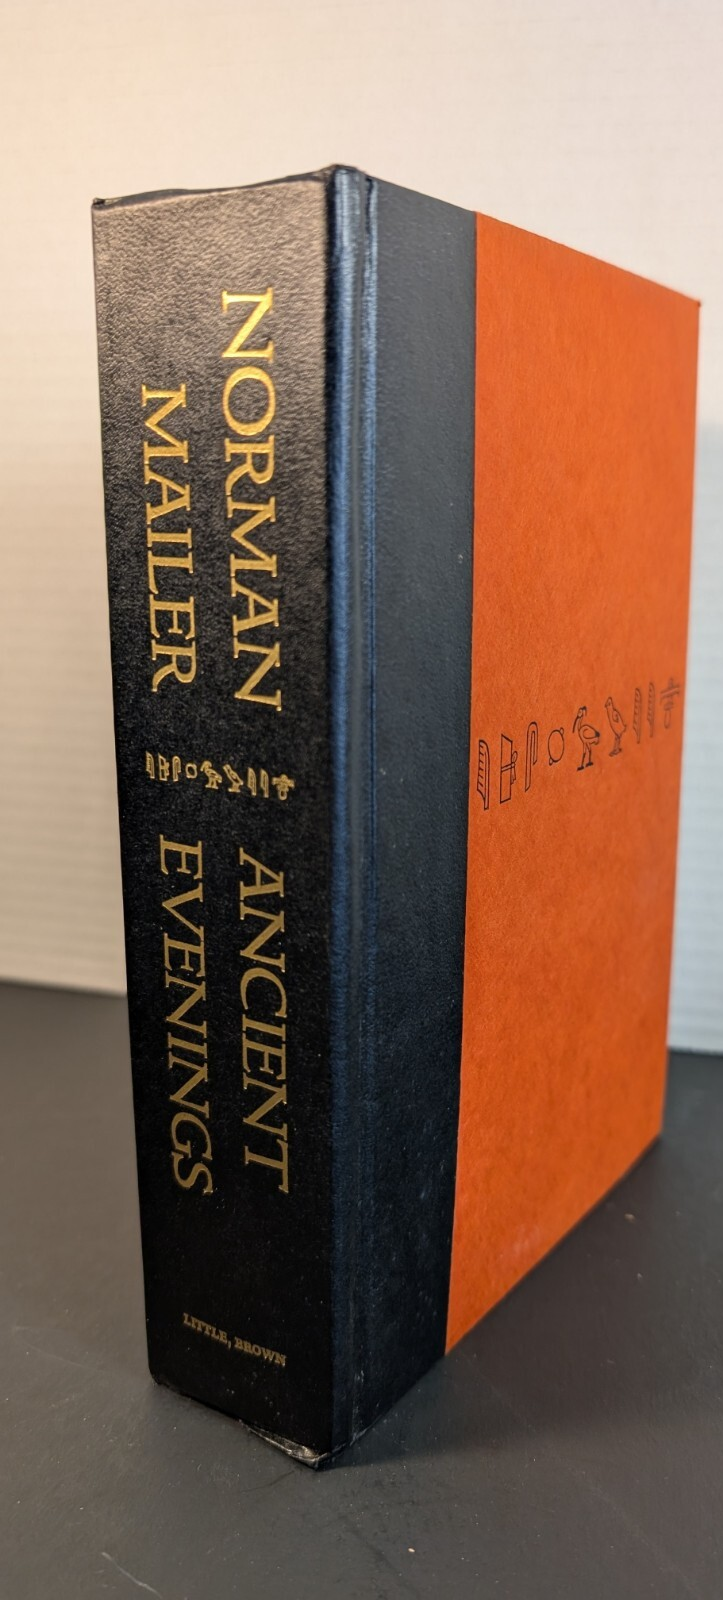 NORMAN
MAILER
ANCIENT
EVENINGS
LITTLE, BROWN